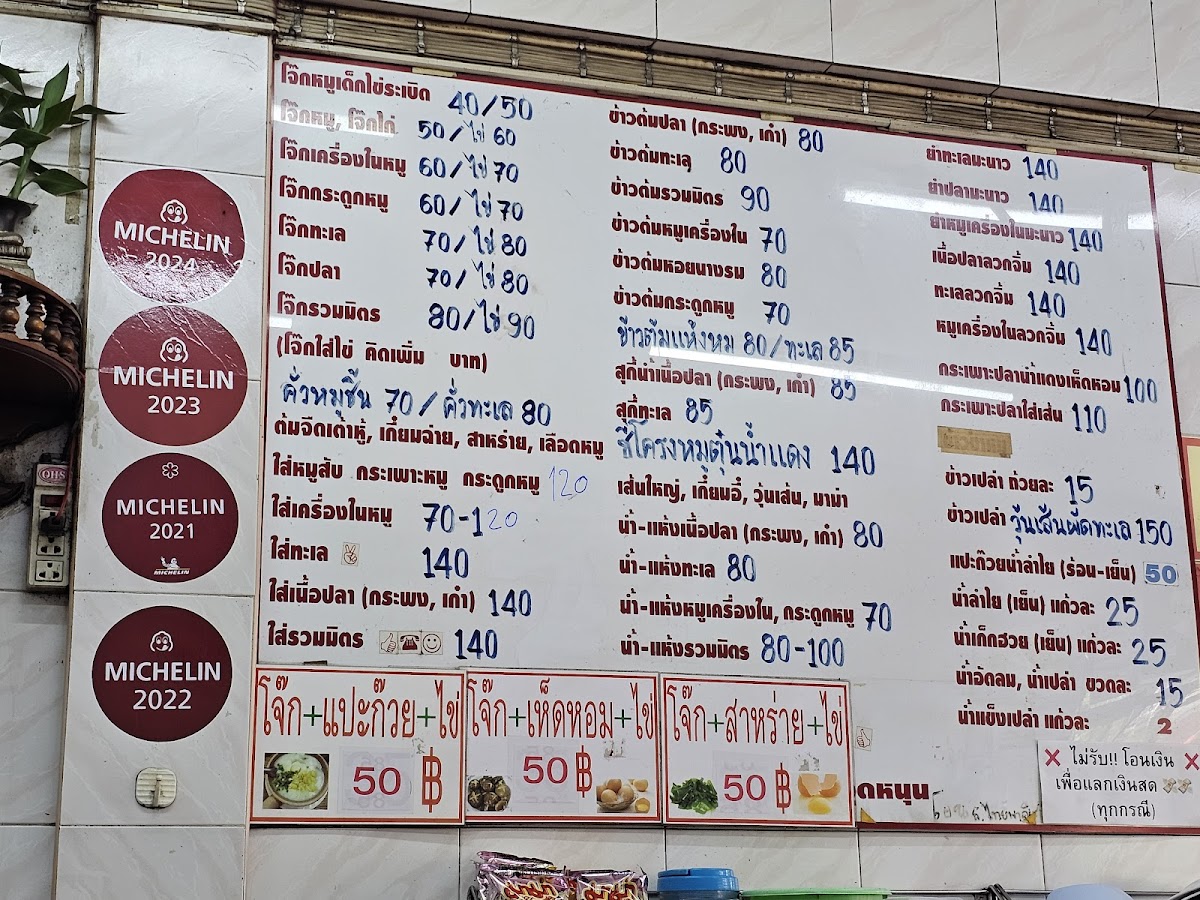 MICHELIN
2024
MICHELIN
2023
MICHELIN
2021
MICHELIN
MICHELIN
2022
QHS
โจ๊กหมูเด็กไข่ระเบิด 40/50
โจ๊กหมู, โจ๊กไก่ 50/ไข่ 60
โจ๊กเครื่องในหมู 60/ไข่ 70
โจ๊กกระดูกหมู 60/ไข่ 70
โจ๊กทะเล 70/ไข่ 80
โจ๊กปลา 70/ไข่ 80
โจ๊กรวมมิตร 80/ไข่ 90
(โจ๊กใส่ไข่ คิดเพิ่ม บาท)
คั่วหมูชิ้น 70/คั่วทะเล 80
ต้มจืดเต้าหู้, เกี๊ยมฉ่าย, สาหร่าย, เลือดหมู
ใส่หมูสับ กระเพาะหมู กระดูกหมู 120
ใส่เครื่องในหมู 70-120
ใส่ทะเล 140
ใส่เนื้อปลา (กระพง, เก๋า) 140
ใส่รวมมิตร 140
ข้าวต้มปลา (กระพง, เก๋า) 80
ข้าวต้มทะเล 80
ข้าวต้มรวมมิตร 90
ข้าวต้มหมูเครื่องใน 70
ข้าวต้มหอยนางรม 80
ข้าวต้มกระดูกหมู 70
ข้าวต้มแห้งหมู 80/ทะเล 85
สุกี้น้ำเนื้อปลา (กระพง, เก๋า) 85
สุกี้ทะเล 85
ซี่โครงหมูตุ๋นน้ำแดง 140
เส้นใหญ่, เกี้ยมอี๋, วุ้นเส้น, มาม่า
น้ำ-แห้งเนื้อปลา (กระพง, เก๋า) 80
น้ำ-แห้งทะเล 80
น้ำ-แห้งหมูเครื่องใน, กระดูกหมู 70
น้ำ-แห้งรวมมิตร 80-100
ยำทะเลมะนาว 140
ยำปลามะนาว 140
ยำหมูเครื่องในมะนาว 140
เนื้อปลาลวกจิ้ม 140
ทะเลลวกจิ้ม 140
หมูเครื่องในลวกจิ้ม 140
กระเพาะปลาน้ำแดงเห็ดหอม 100
กระเพาะปลาใส่เส้น 110
ข้าวเปล่า ถ้วยละ 15
ข้าวเปล่า วุ้นเส้นผัดทะเล 150
แปะก๊วยน้ำลำไย (ร้อน-เย็น) 50
น้ำลำไย (เย็น) แก้วละ 25
น้ำเก็กฮวย (เย็น) แก้วละ 25
น้ำอัดลม, น้ำเปล่า ขวดละ 15
น้ำแข็งเปล่า แก้วละ 2
โจ๊ก+แปะก๊วย+ไข่
50 ฿
โจ๊ก+เห็ดหอม+ไข่
50 ฿
โจ๊ก+สาหร่าย+ไข่
50 ฿
ดหนุน
ไม่รับ!! โอนเงิน
เพื่อแลกเงินสด
(ทุกกรณี)